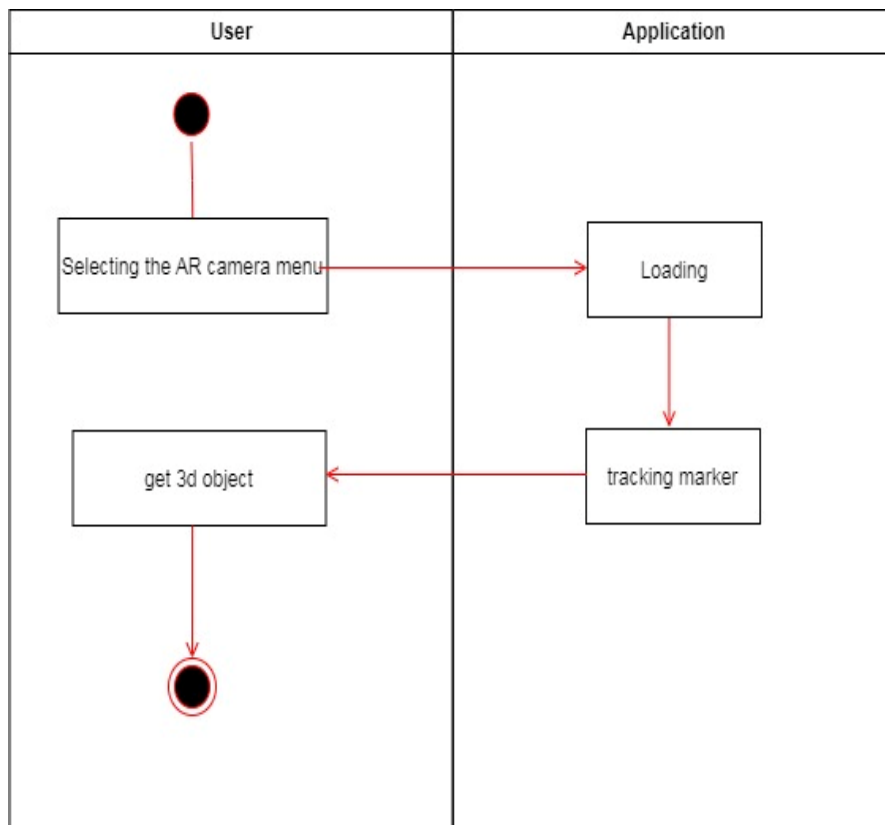 User
Application
Selecting the AR camera menu
Loading
get 3d object
tracking marker